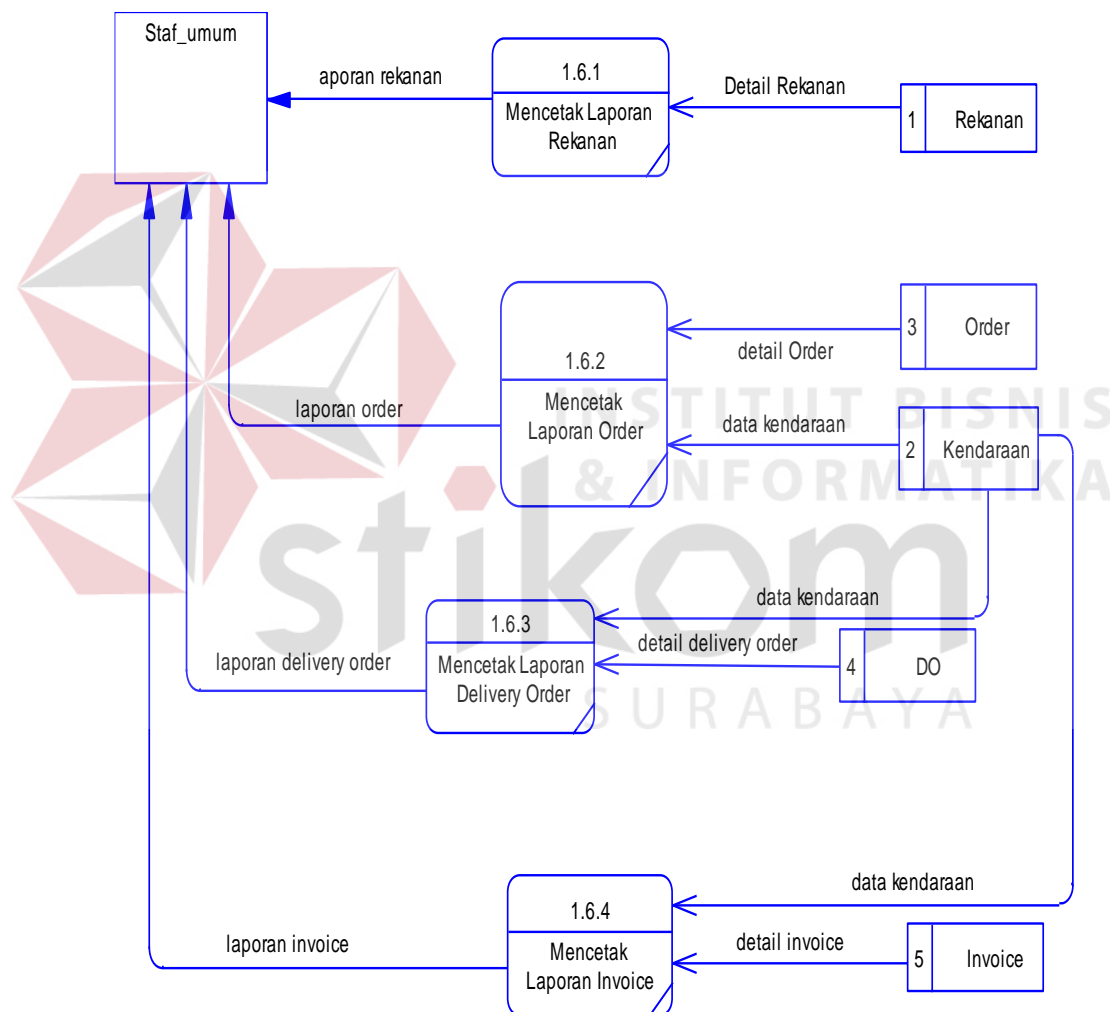 Staf_umum
aporan rekanan
1.6.1
Mencetak Laporan
Rekanan
Detail Rekanan
1 Rekanan
1.6.2
Mencetak
Laporan Order
detail Order
3 Order
laporan order
data kendaraan
2 Kendaraan
INSTITUT BISNIS
& INFORMATIKA
stikom
SURABAYA
1.6.3
Mencetak Laporan
Delivery Order
data kendaraan
detail delivery order
4 DO
laporan delivery order
1.6.4
Mencetak
Laporan Invoice
data kendaraan
detail invoice
5 Invoice
laporan invoice